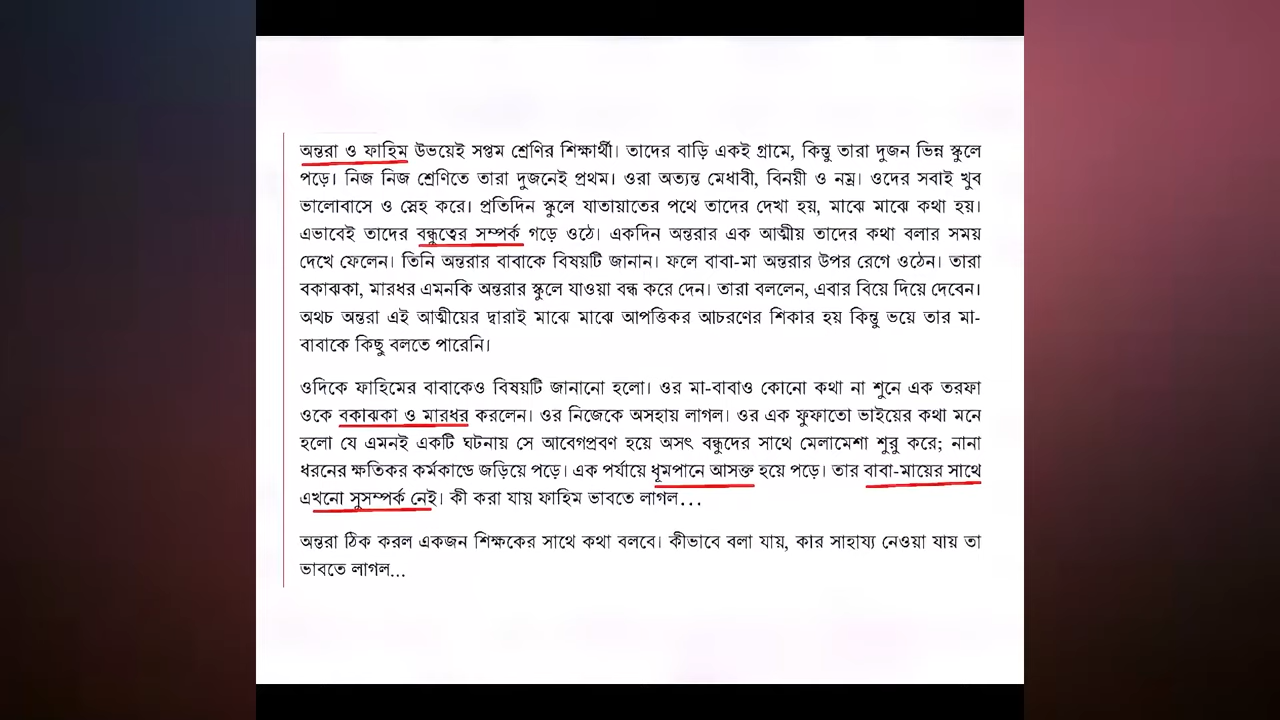 অন্তরা ও ফাহিম উভয়েই সপ্তম শ্রেণির শিক্ষার্থী। তাদের বাড়ি একই গ্রামে, কিন্তু তারা দুজন ভিন্ন স্কুলে
পড়ে। নিজ নিজ শ্রেণিতে তারা দুজনেই প্রথম। ওরা অত্যন্ত মেধাবী, বিনয়ী ও নম্র। ওদের সবাই খুব
ভালোবাসে ও স্নেহ করে। প্রতিদিন স্কুলে যাতায়াতের পথে তাদের দেখা হয়, মাঝে মাঝে কথা হয়।
এভাবেই তাদের বন্ধুত্বের সম্পর্ক গড়ে ওঠে। একদিন অন্তরার এক আত্মীয় তাদের কথা বলার সময়
দেখে ফেলেন। তিনি অন্তরার বাবাকে বিষয়টি জানান। ফলে বাবা-মা অন্তরার উপর রেগে ওঠেন। তারা
বকাঝকা, মারধর এমনকি অন্তরার স্কুলে যাওয়া বন্ধ করে দেন। তারা বললেন, এবার বিয়ে দিয়ে দেবেন।
অথচ অন্তরা এই আত্মীয়ের দ্বারাই মাঝে মাঝে আপত্তিকর আচরণের শিকার হয় কিন্তু ভয়ে তার মা-
বাবাকে কিছু বলতে পারেনি।
ওদিকে ফাহিমের বাবাকেও বিষয়টি জানানো হলো। ওর মা-বাবাও কোনো কথা না শুনে এক তরফা
ওকে বকাঝকা ও মারধর করলেন। ওর নিজেকে অসহায় লাগল। ওর এক ফুফাতো ভাইয়ের কথা মনে
হলো যে এমনই একটি ঘটনায় সে আবেগপ্রবণ হয়ে অসৎ বন্ধুদের সাথে মেলামেশা শুরু করে; নানা
ধরনের ক্ষতিকর কর্মকান্ডে জড়িয়ে পড়ে। এক পর্যায়ে ধূমপানে আসক্ত হয়ে পড়ে। তার বাবা-মায়ের সাথে
এখনো সুসম্পর্ক নেই। কী করা যায় ফাহিম ভাবতে লাগল...
অন্তরা ঠিক করল একজন শিক্ষকের সাথে কথা বলবে। কীভাবে বলা যায়, কার সাহায্য নেওয়া যায় তা
ভাবতে লাগল...